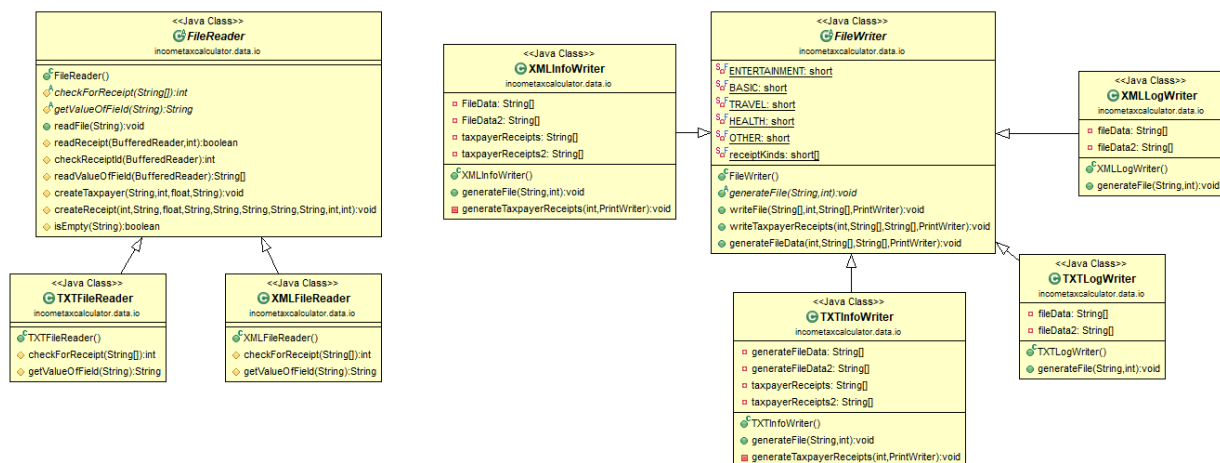 <<Java Class>>
FileReader
incometaxcalculator.data.io
FileReader()
checkForReceipt(String[]):int
getValueOfField(String):String
readFile(String):void
readReceipt(BufferedReader,int):boolean
checkReceiptId(BufferedReader):int
readValueOfField(BufferedReader):String[]
createTaxpayer(String,int,float,String):void
createReceipt(int,String,float,String,String,String,String,int,int):void
isEmpty(String):boolean
<<Java Class>>
TXTFileReader
incometaxcalculator.data.io
TXTFileReader()
checkForReceipt(String[]):int
getValueOfField(String):String
<<Java Class>>
XMLFileReader
incometaxcalculator.data.io
XMLFileReader()
checkForReceipt(String[]):int
getValueOfField(String):String
<<Java Class>>
XMLInfoWriter
incometaxcalculator.data.io
FileData: String[]
FileData2: String[]
taxpayerReceipts: String[]
taxpayerReceipts2: String[]
XMLInfoWriter()
generateFile(String,int):void
generateTaxpayerReceipts(int,PrintWriter):void
<<Java Class>>
FileWriter
incometaxcalculator.data.io
ENTERTAINMENT: short
BASIC: short
TRAVEL: short
HEALTH: short
OTHER: short
receiptKinds: short[]
FileWriter()
generateFile(String,int):void
writeFile(String[],int,String[],PrintWriter):void
writeTaxpayerReceipts(int,String[],String[],PrintWriter):void
generateFileData(int,String[],String[],PrintWriter):void
<<Java Class>>
XMLLogWriter
incometaxcalculator.data.io
fileData: String[]
fileData2: String[]
XMLLogWriter()
generateFile(String,int):void
<<Java Class>>
TXTLogWriter
incometaxcalculator.data.io
fileData: String[]
fileData2: String[]
TXTLogWriter()
generateFile(String,int):void
<<Java Class>>
TXTInfoWriter
incometaxcalculator.data.io
generateFileData: String[]
generateFileData2: String[]
taxpayerReceipts: String[]
taxpayerReceipts2: String[]
TXTInfoWriter()
generateFile(String,int):void
generateTaxpayerReceipts(int,PrintWriter):void